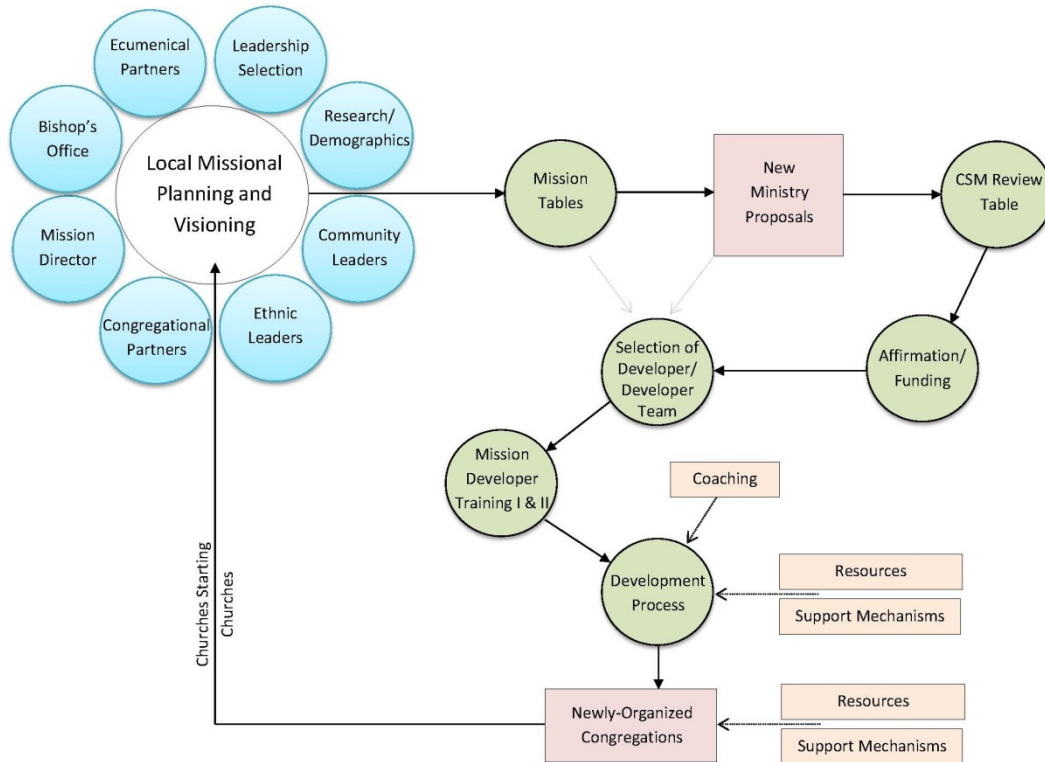 Ecumenical
Partners
Leadership
Selection
Bishop's
Office
Research/
Demographics
Local Missional
Planning and
Visioning
Mission
Director
Community
Leaders
Congregational
Partners
Ethnic
Leaders
Mission
Tables
New
Ministry
Proposals
CSM Review
Table
Selection of
Developer/
Developer
Team
Affirmation/
Funding
Mission
Developer
Training I & II
Coaching
Development
Process
Resources
Support Mechanisms
Churches Starting
Churches
Newly-Organized
Congregations
Resources
Support Mechanisms